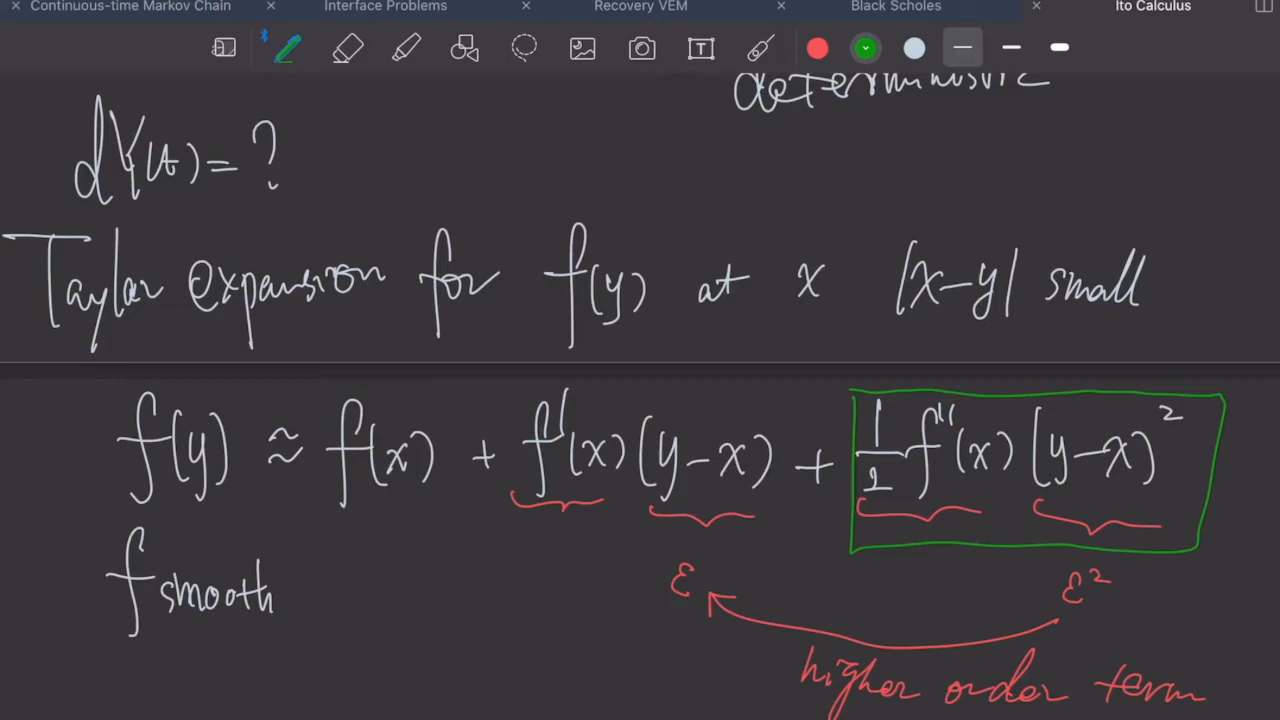 Continuous-time Markov Chain × Interface Problems × Recovery VEM × Black Scholes × Ito Calculus
T
deterministic
dY(t) = ?
Taylar expansion for f(y) at x |x-y| small
f(y) ≈ f(x) + f'(x)(y-x) + 1/2 f''(x)(y-x)²
f smooth
ε ε²
higher order term